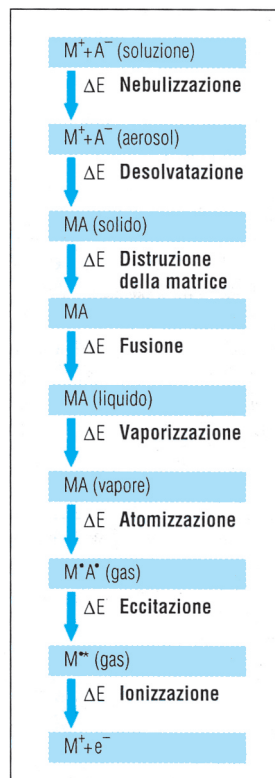 M⁺+A⁻ (soluzione)
ΔE Nebulizzazione
M⁺+A⁻ (aerosol)
ΔE Desolvatazione
MA (solido)
ΔE Distruzione
della matrice
MA
ΔE Fusione
MA (liquido)
ΔE Vaporizzazione
MA (vapore)
ΔE Atomizzazione
M•A• (gas)
ΔE Eccitazione
M•* (gas)
ΔE Ionizzazione
M⁺+e⁻